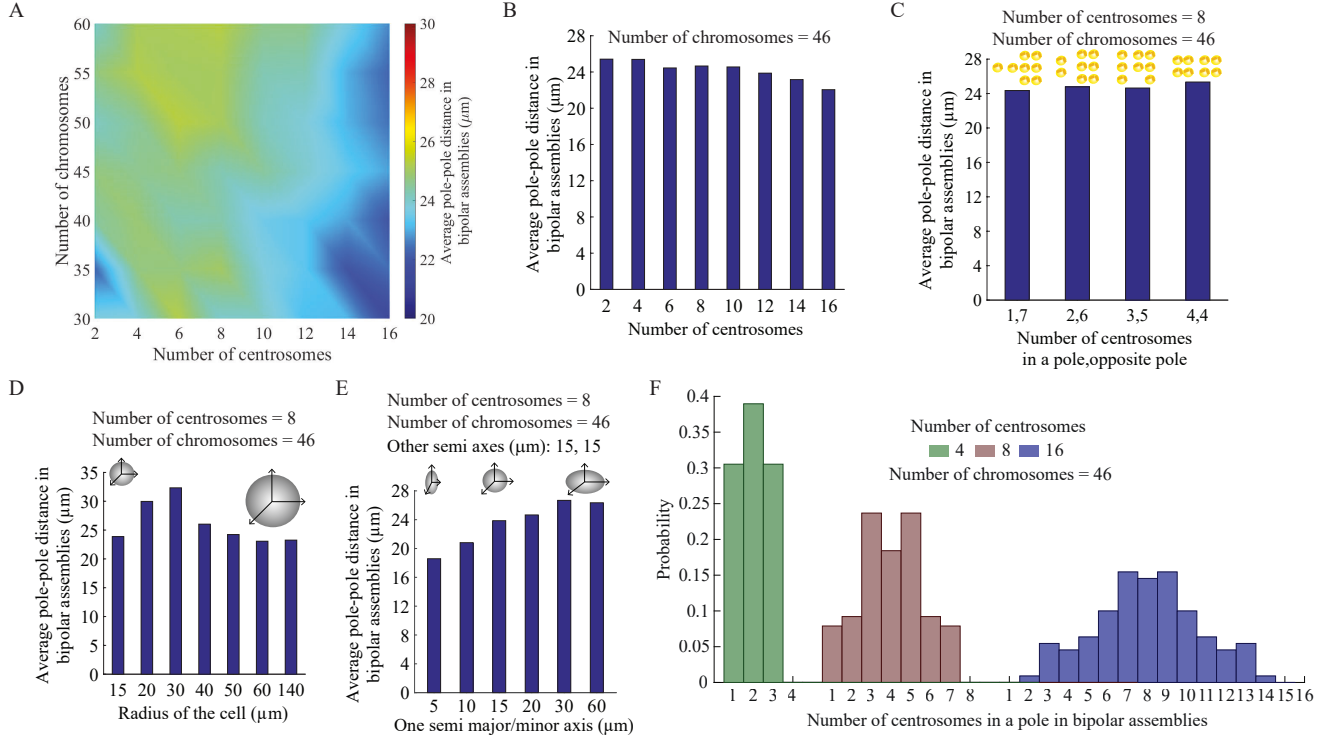 A
60
55
50
45
40
35
30
2
4
6
8
10
12
14
16
Number of chromosomes
Number of centrosomes
30
28
26
24
22
20
Average pole-pole distance in
bipolar assemblies (μm)
B
Number of chromosomes = 46
28
24
20
16
12
8
4
0
2
4
6
8
10
12
14
16
Average pole-pole distance in
bipolar assemblies (μm)
Number of centrosomes
C
Number of centrosomes = 8
Number of chromosomes = 46
28
24
20
16
12
8
4
0
1,7
2,6
3,5
4,4
Average pole-pole distance in
bipolar assemblies (μm)
Number of centrosomes
in a pole,opposite pole
D
Number of centrosomes = 8
Number of chromosomes = 46
35
30
25
20
15
10
5
0
15
20
30
40
50
60
140
Average pole-pole distance in
bipolar assemblies (μm)
Radius of the cell (μm)
E
Number of centrosomes = 8
Number of chromosomes = 46
Other semi axes (μm): 15, 15
28
24
20
16
12
8
4
0
5
10
15
20
30
60
Average pole-pole distance in
bipolar assemblies (μm)
One semi major/minor axis (μm)
F
Number of centrosomes
4
8
16
Number of chromosomes = 46
0.4
0.35
0.3
0.25
0.2
0.15
0.1
0.05
0
Probability
1 2 3 4
1 2 3 4 5 6 7 8
1 2 3 4 5 6 7 8 9 10 11 12 13 14 15 16
Number of centrosomes in a pole in bipolar assemblies